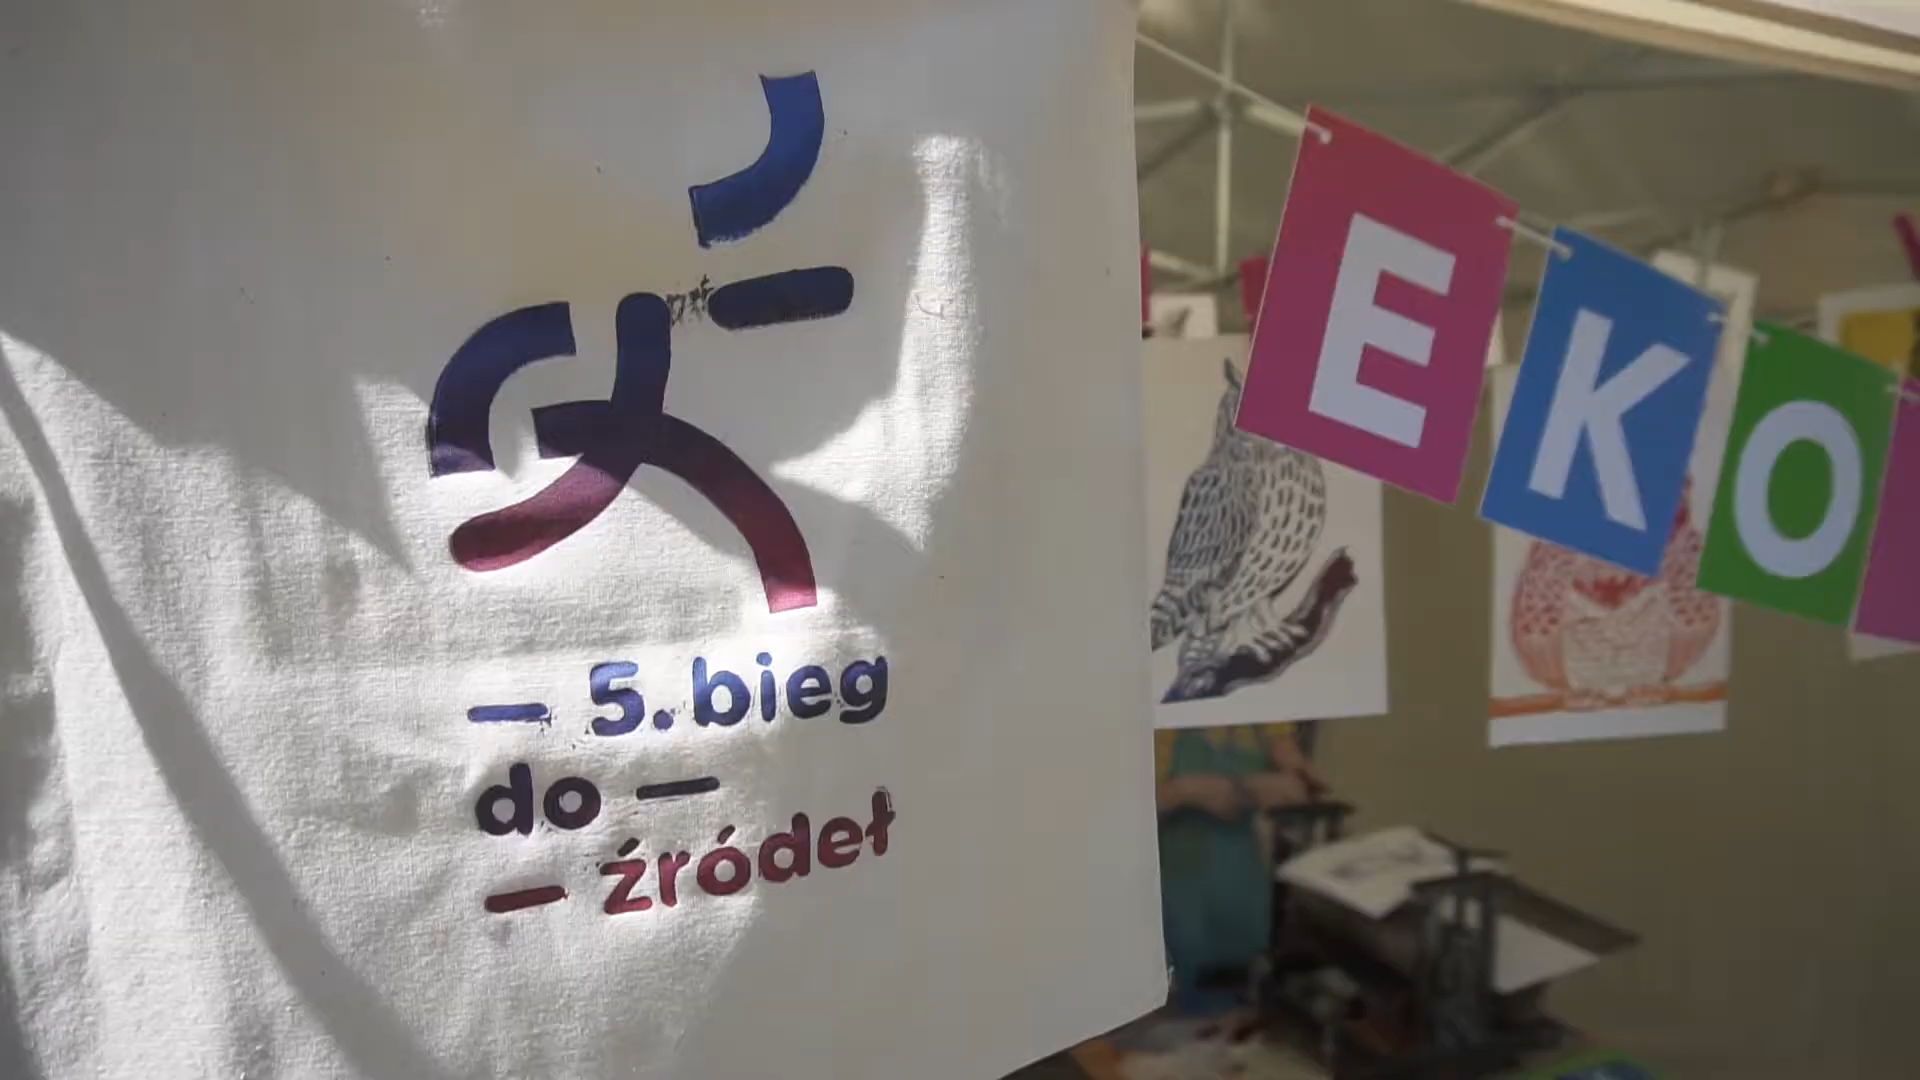 — 5. bieg
do —
— źródeł
EKO